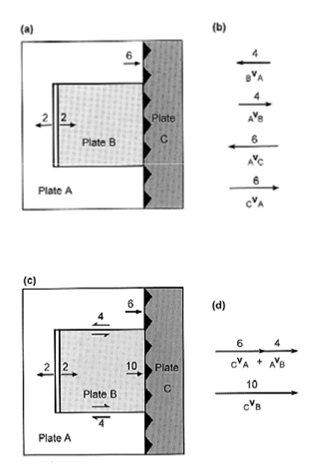 (a)
6
2 2
Plate B
Plate
C
Plate A
(b)
4
BVA
4
AVB
6
AVC
6
CVA
(c)
6
4
2 2
10
Plate
C
Plate B
4
Plate A
(d)
6 4
CVA + AVB
10
CVB